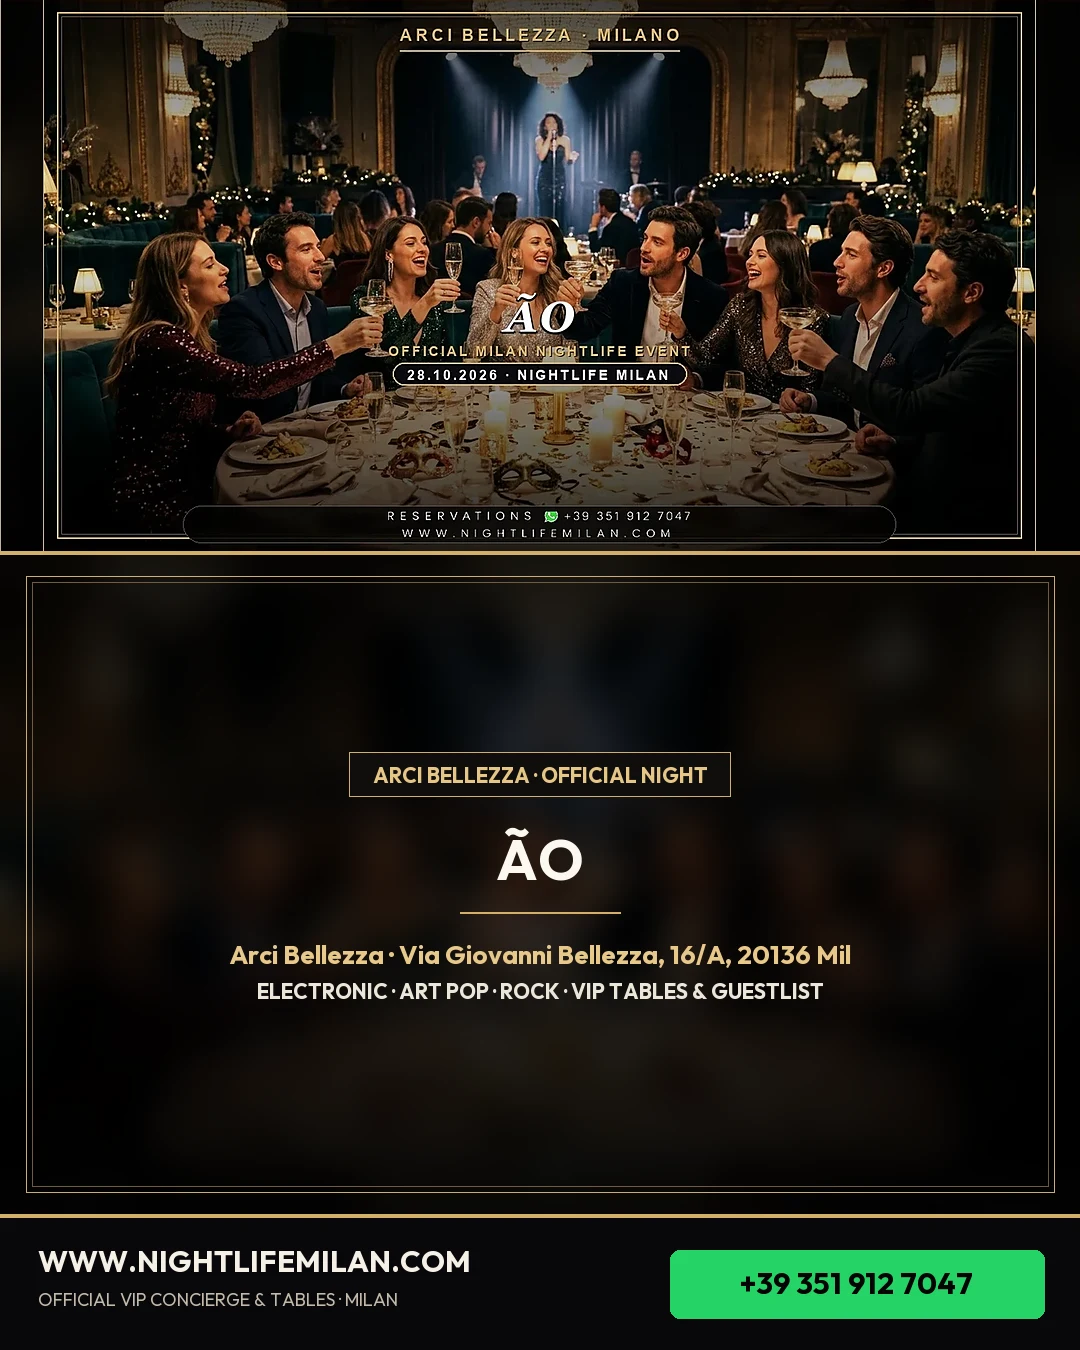 ARCI BELLEZZA · MILANO
ÃO
OFFICIAL MILAN NIGHTLIFE EVENT
28.10.2026 · NIGHTLIFE MILAN
RESERVATIONS +39 351 912 7047
WWW.NIGHTLIFEMILAN.COM
ARCI BELLEZZA · OFFICIAL NIGHT
ÃO
Arci Bellezza · Via Giovanni Bellezza, 16/A, 20136 Mil
ELECTRONIC · ART POP · ROCK · VIP TABLES & GUESTLIST
WWW.NIGHTLIFEMILAN.COM
OFFICIAL VIP CONCIERGE & TABLES · MILAN
+39 351 912 7047